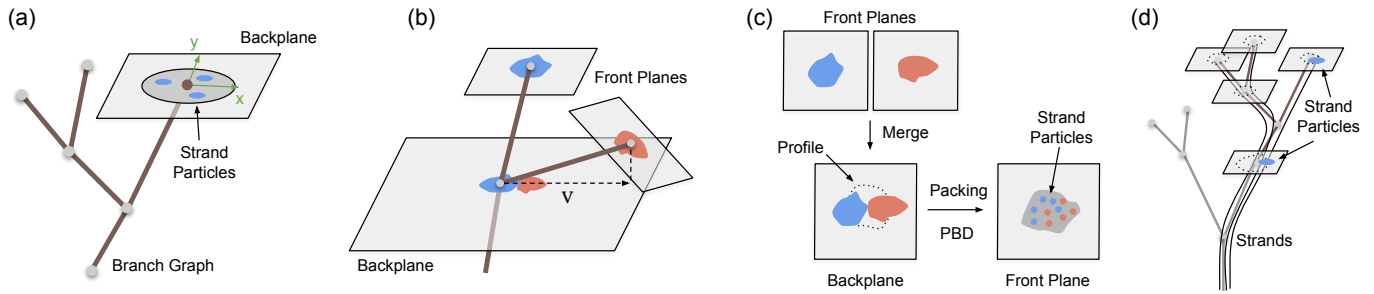 (a)
Backplane
y
x
Strand
Particles
Branch Graph
(b)
Front Planes
V
Backplane
(c)
Front Planes
Merge
Profile
Strand
Particles
Packing
PBD
Backplane
Front Plane
(d)
Strand
Particles
Strands